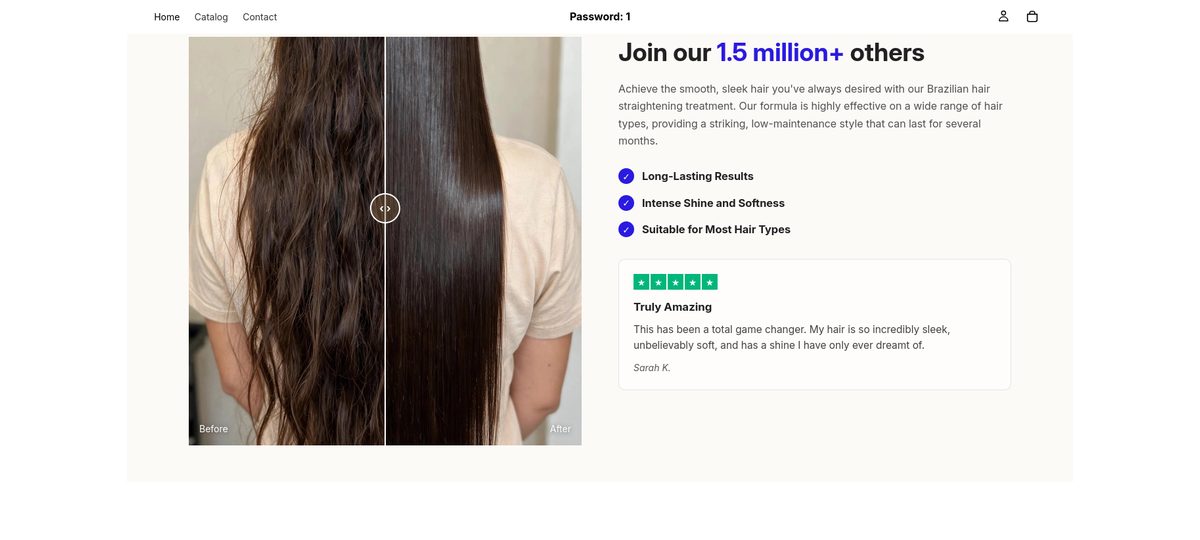 Home Catalog Contact Password: 1
Join our 1.5 million+ others
Achieve the smooth, sleek hair you've always desired with our Brazilian hair
straightening treatment. Our formula is highly effective on a wide range of hair
types, providing a striking, low-maintenance style that can last for several
months.
Long-Lasting Results
Intense Shine and Softness
Suitable for Most Hair Types
Truly Amazing
This has been a total game changer. My hair is so incredibly sleek,
unbelievably soft, and has a shine I have only ever dreamt of.
Sarah K.
Before After